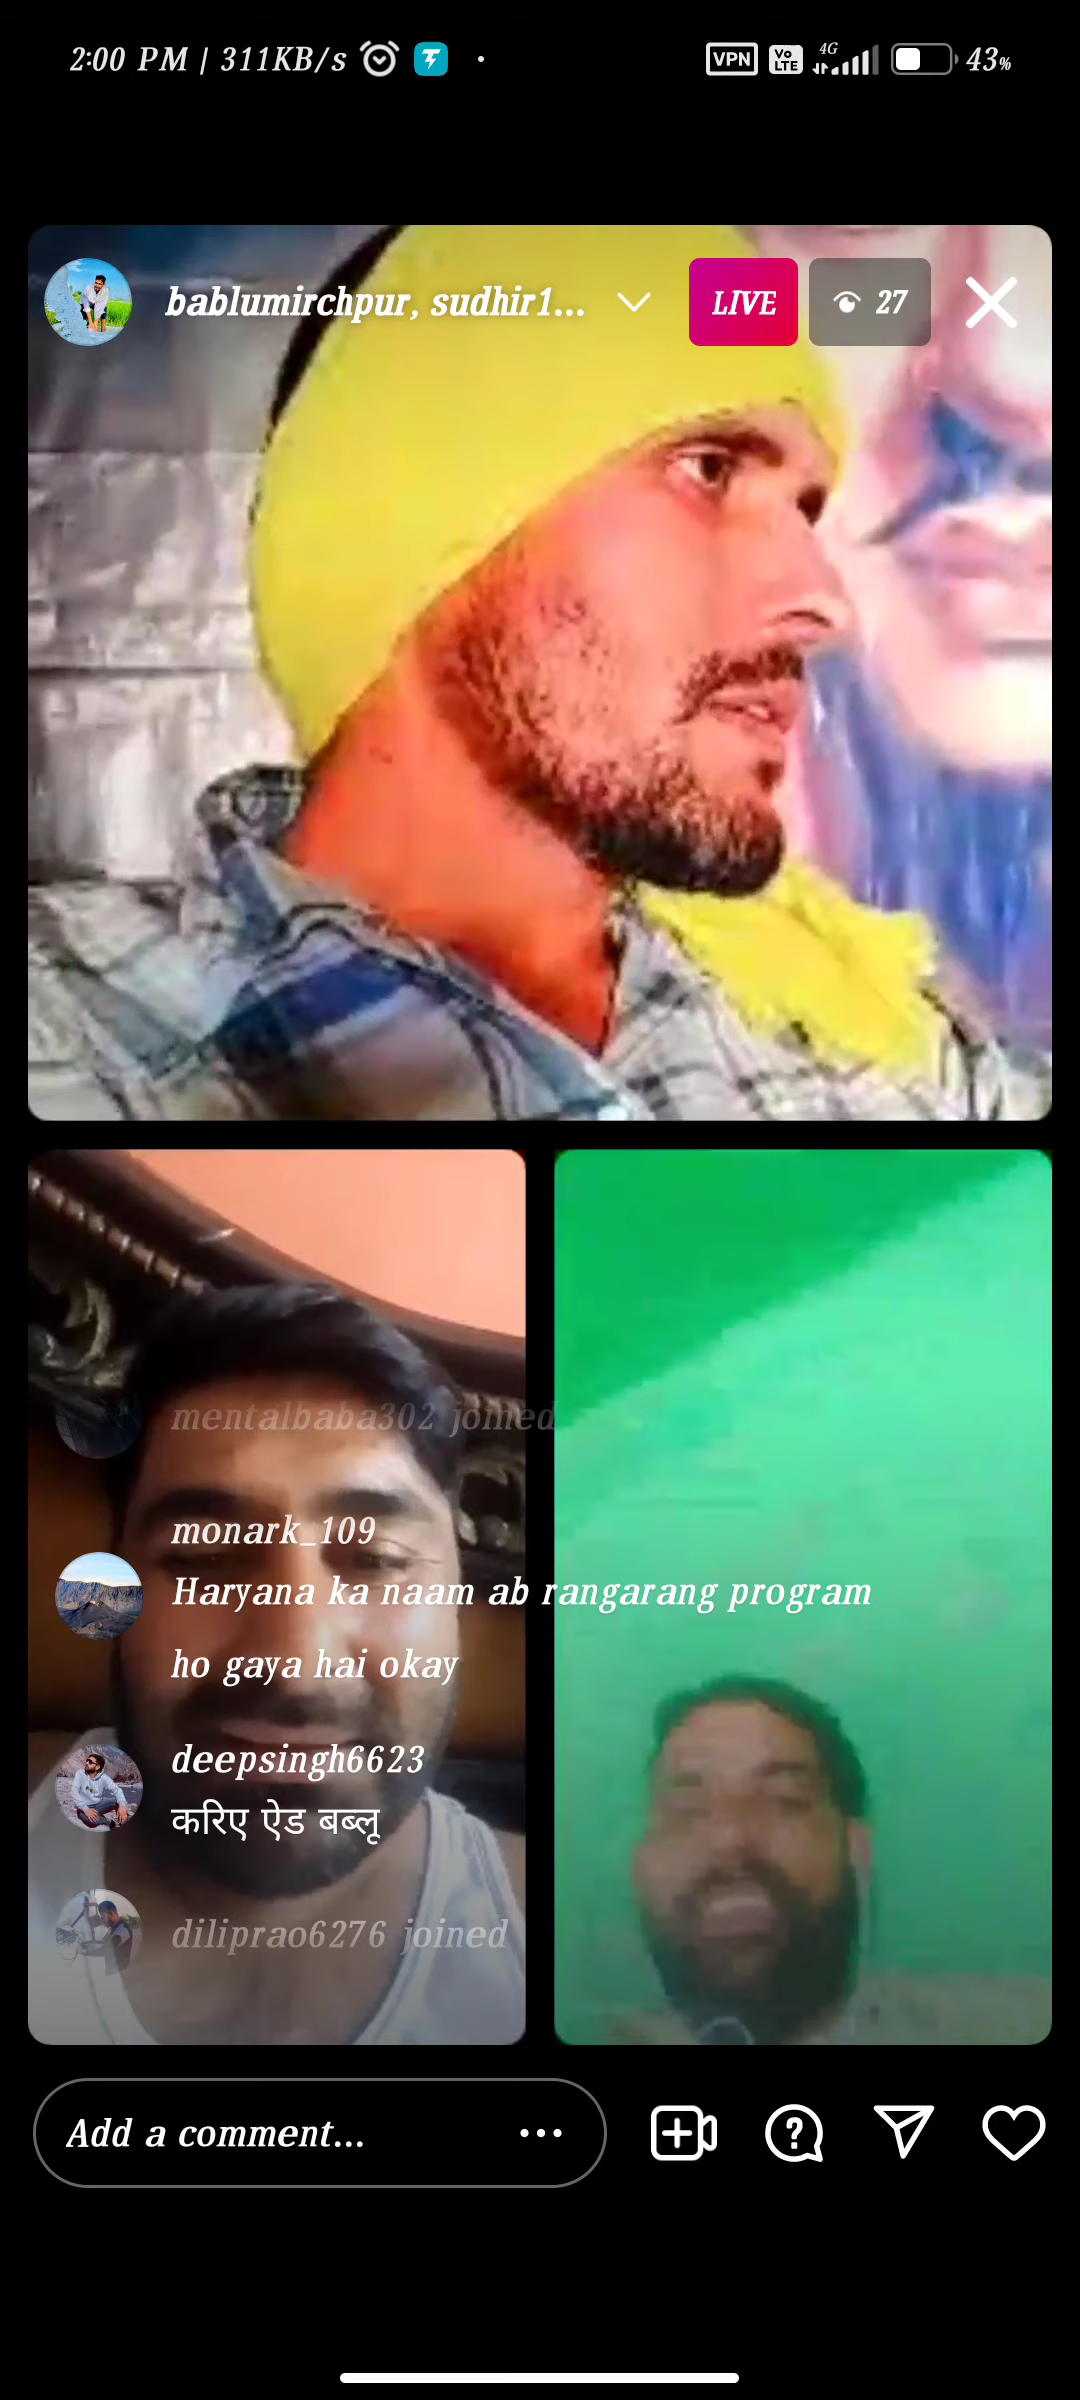 2:00 PM | 311KB/s
VPN
Vo LTE
4G
43%
bablumirchpur, sudhir1...
LIVE
27
mentalbaba302 joined
monark_109
Haryana ka naam ab rangarang program
ho gaya hai okay
deepsingh6623
करिए ऐड बब्लू
diliprao6276 joined
Add a comment...